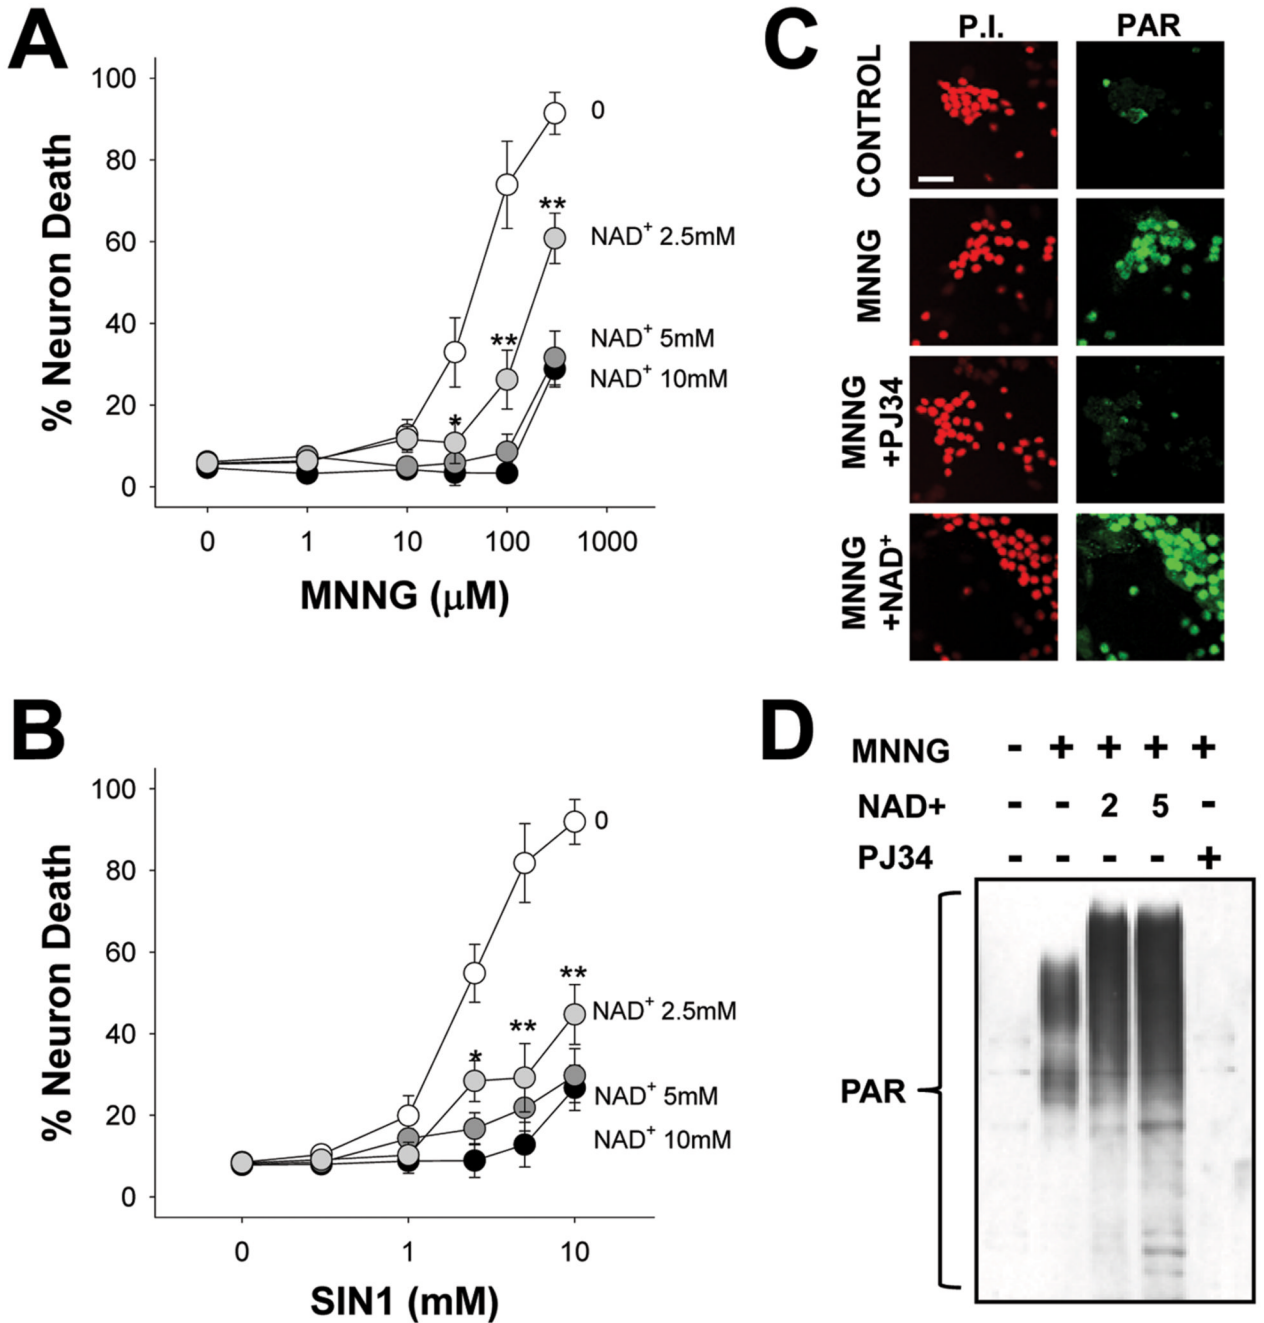 A
% Neuron Death
100
80
60
40
20
0
0
**
NAD+ 2.5mM
**
NAD+ 5mM
NAD+ 10mM
*
0 1 10 100 1000
MNNG (μM)
B
% Neuron Death
100
80
60
40
20
0
0
**
NAD+ 2.5mM
**
*
NAD+ 5mM
NAD+ 10mM
0 1 10
SIN1 (mM)
C
P.I. PAR
CONTROL
MNNG
MNNG
+PJ34
MNNG
+NAD+
D
MNNG - + + + +
NAD+ - - 2 5 -
PJ34 - - - - +
PAR